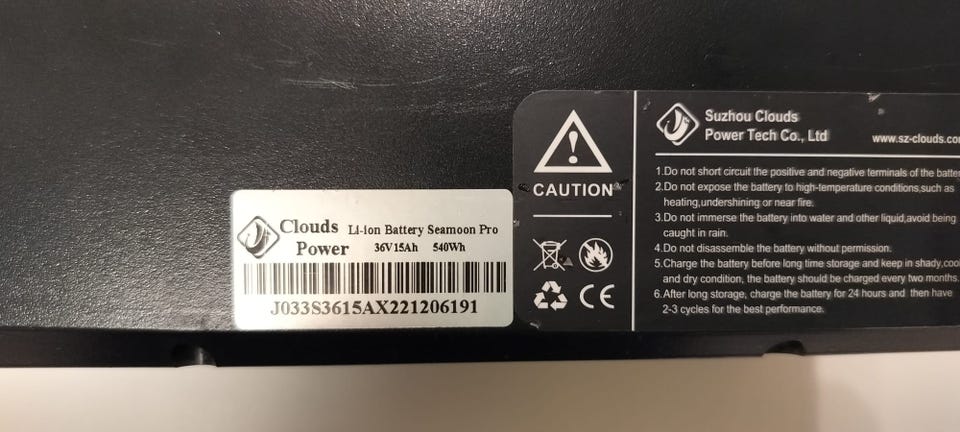 Clouds
Power
Li-ion Battery Seamoon Pro
36V15Ah 540Wh
J033S3615AX221206191
CAUTION
CE
Suzhou Clouds
Power Tech Co., Ltd
www.sz-clouds.com
1.Do not short circuit the positive and negative terminals of the
2.Do not expose the battery to high-temperature conditions,such as
heating,undershining or near fire.
3.Do not immerse the battery into water and other liquid,avoid being
caught in rain.
4.Do not disassemble the battery without permission.
5.Charge the battery before long time storage and keep in shady,cool
and dry condition, the battery should be charged every two months.
6.After long storage, charge the battery for 24 hours and then have
2-3 cycles for the best performance.